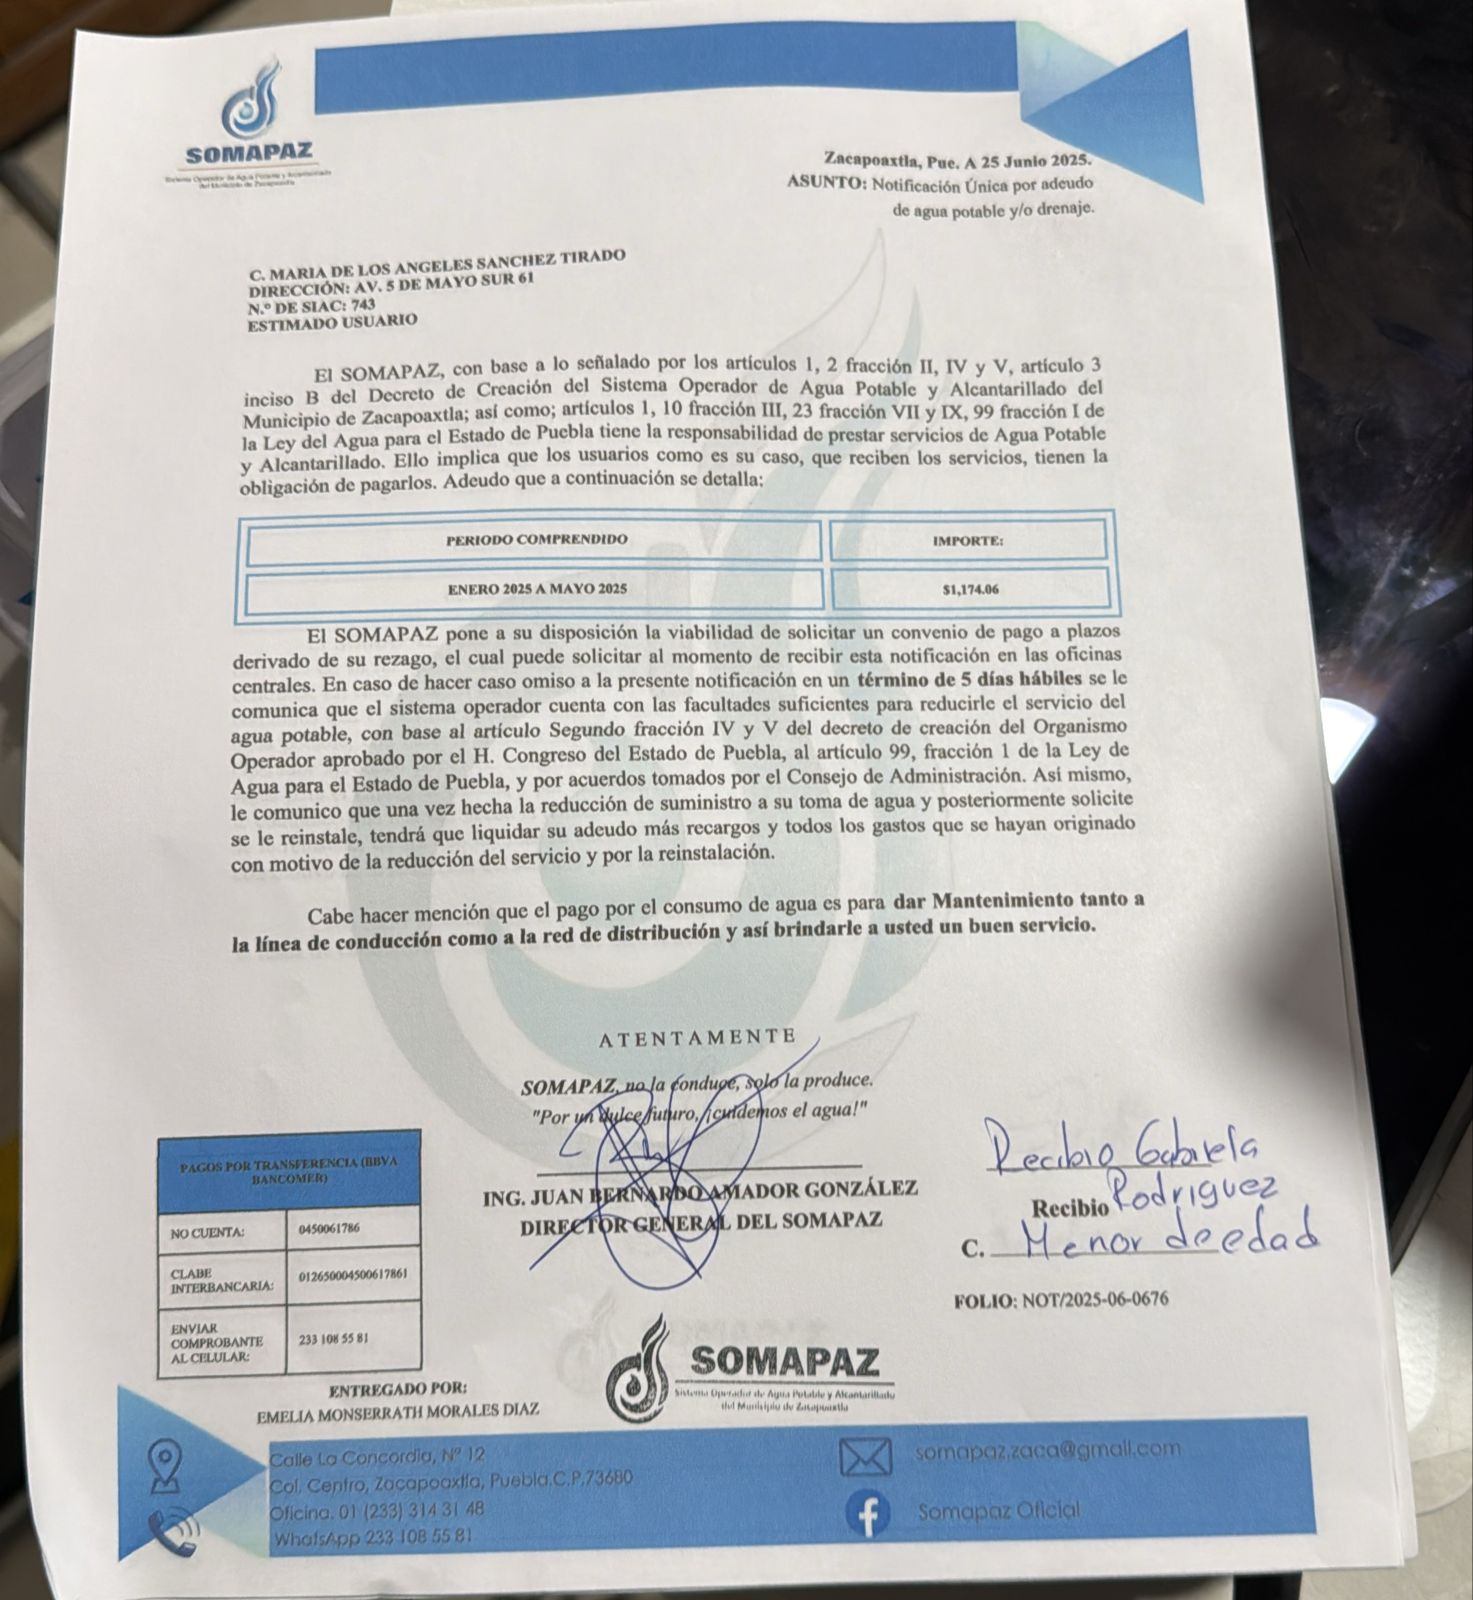 SOMAPAZ
Sistema Operador de Agua Potable y Alcantarillado
del Municipio de Zacapoaxtla
Zacapoaxtla, Pue. A 25 Junio 2025.
ASUNTO: Notificación Única por adeudo
de agua potable y/o drenaje.
C. MARIA DE LOS ANGELES SANCHEZ TIRADO
DIRECCIÓN: AV. 5 DE MAYO SUR 61
N.º DE SIAC: 743
ESTIMADO USUARIO
El SOMAPAZ, con base a lo señalado por los artículos 1, 2 fracción II, IV y V, artículo 3
inciso B del Decreto de Creación del Sistema Operador de Agua Potable y Alcantarillado del
Municipio de Zacapoaxtla; así como; artículos 1, 10 fracción III, 23 fracción VII y IX, 99 fracción I de
la Ley del Agua para el Estado de Puebla tiene la responsabilidad de prestar servicios de Agua Potable
y Alcantarillado. Ello implica que los usuarios como es su caso, que reciben los servicios, tienen la
obligación de pagarlos. Adeudo que a continuación se detalla;
PERIODO COMPRENDIDO IMPORTE:
ENERO 2025 A MAYO 2025 $1,174.06
El SOMAPAZ pone a su disposición la viabilidad de solicitar un convenio de pago a plazos
derivado de su rezago, el cual puede solicitar al momento de recibir esta notificación en las oficinas
centrales. En caso de hacer caso omiso a la presente notificación en un término de 5 días hábiles se le
comunica que el sistema operador cuenta con las facultades suficientes para reducirle el servicio del
agua potable, con base al artículo Segundo fracción IV y V del decreto de creación del Organismo
Operador aprobado por el H. Congreso del Estado de Puebla, al artículo 99, fracción 1 de la Ley de
Agua para el Estado de Puebla, y por acuerdos tomados por el Consejo de Administración. Así mismo,
le comunico que una vez hecha la reducción de suministro a su toma de agua y posteriormente solicite
se le reinstale, tendrá que liquidar su adeudo más recargos y todos los gastos que se hayan originado
con motivo de la reducción del servicio y por la reinstalación.
Cabe hacer mención que el pago por el consumo de agua es para dar Mantenimiento tanto a
la línea de conducción como a la red de distribución y así brindarle a usted un buen servicio.
ATENTAMENTE
SOMAPAZ, no la conduce, solo la produce.
"Por un dulce futuro, ¡cuidemos el agua!"
ING. JUAN BERNARDO AMADOR GONZÁLEZ
DIRECTOR GENERAL DEL SOMAPAZ
Recibio Gabriela
Recibio Rodriguez
C. Menor de edad
FOLIO: NOT/2025-06-0676
PAGOS POR TRANSFERENCIA (BBVA
BANCOMER)
NO CUENTA: 0450061786
CLABE
INTERBANCARIA: 012650004500617861
ENVIAR
COMPROBANTE
AL CELULAR: 233 108 55 81
ENTREGADO POR:
EMELIA MONSERRATH MORALES DIAZ
SOMAPAZ
Sistema Operador de Agua Potable y Alcantarillado
del Municipio de Zacapoaxtla
Calle La Concordia, Nº 12
Col. Centro, Zacapoaxtla, Puebla.C.P.73680
Oficina. 01 (233) 314 31 48
WhatsApp 233 108 55 81
somapaz.zaca@gmail.com
Somapaz Oficial